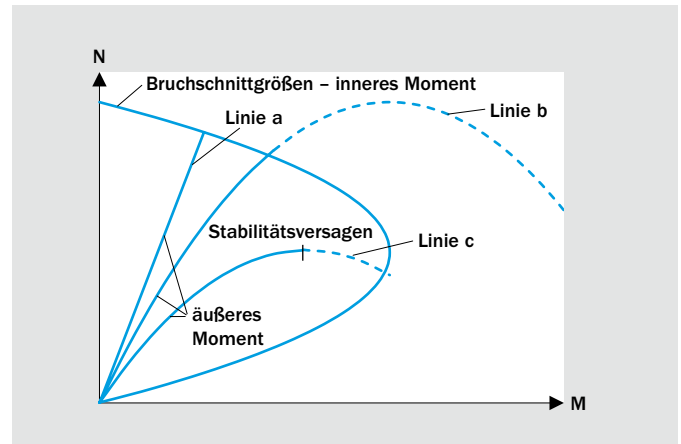 N
Bruchschnittgrößen – inneres Moment
Linie a
Linie b
Stabilitätsversagen
Linie c
äußeres
Moment
M